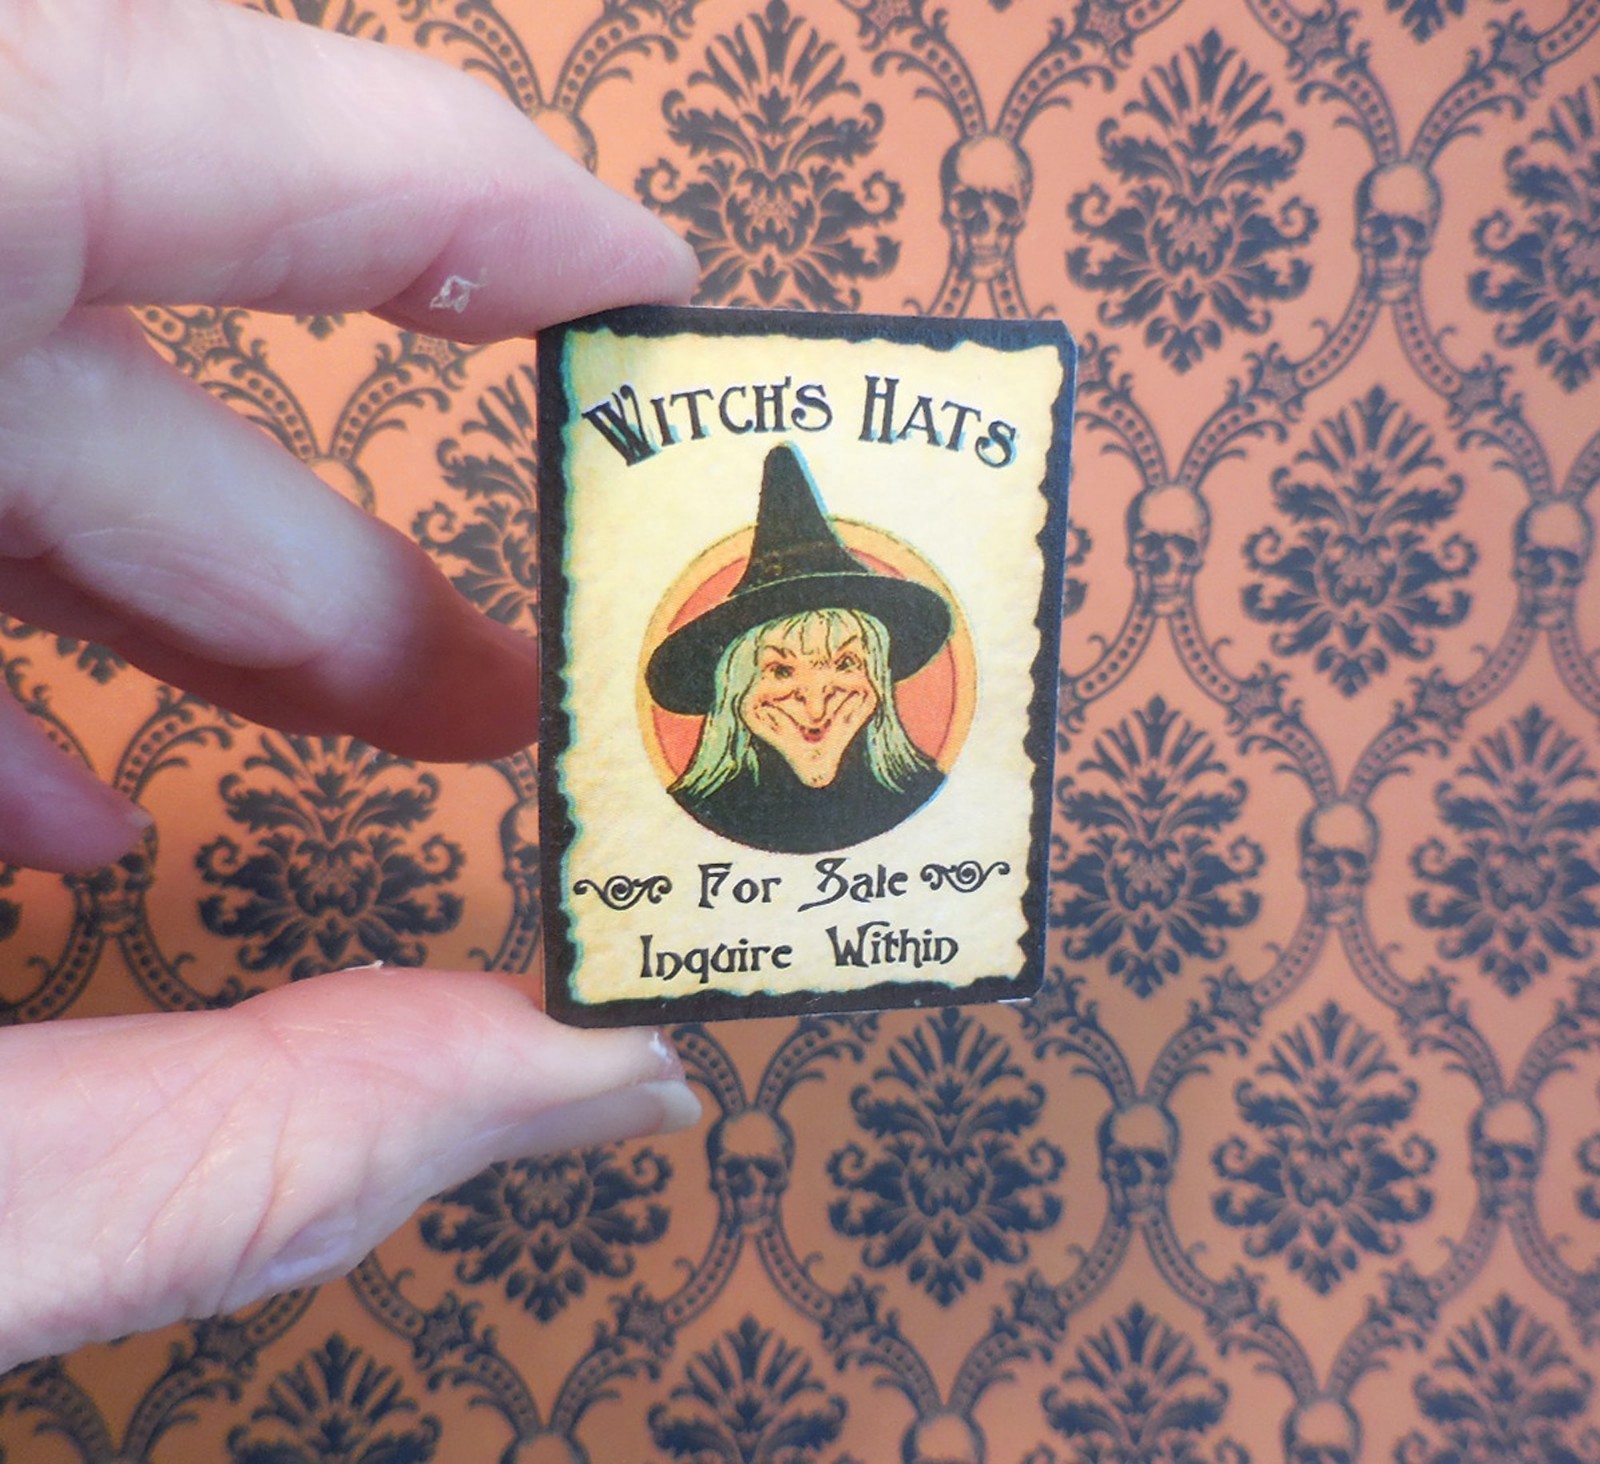 Witch's Hats
For Sale
Inquire Within